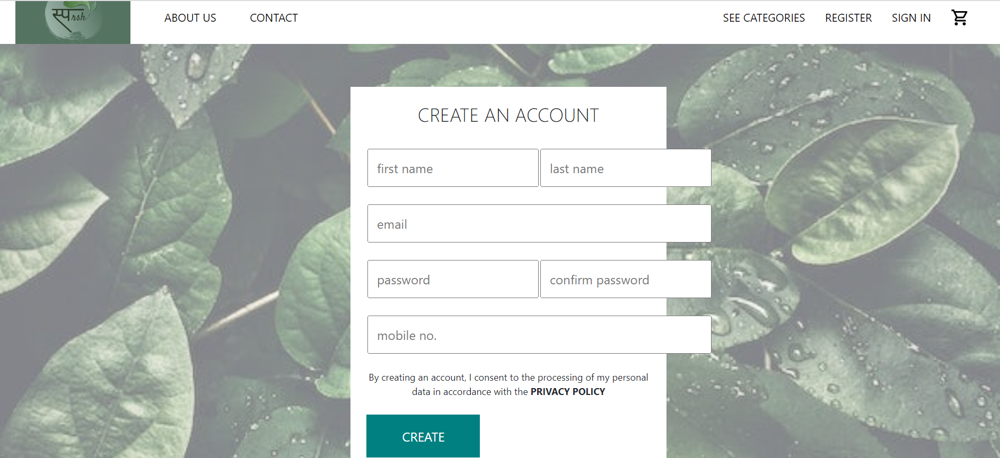 स्पrsh
ABOUT US
CONTACT
SEE CATEGORIES
REGISTER
SIGN IN
CREATE AN ACCOUNT
first name
last name
email
password
confirm password
mobile no.
By creating an account, I consent to the processing of my personal
data in accordance with the PRIVACY POLICY
CREATE